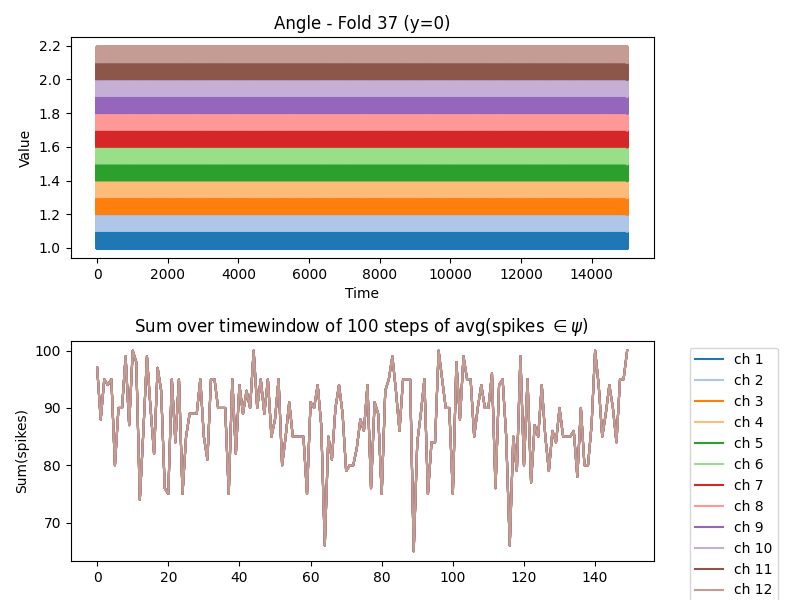 Angle - Fold 37 (y=0)
2.2
2.0
1.8
1.6
1.4
1.2
1.0
Value
0 2000 4000 6000 8000 10000 12000 14000
Time
Sum over timewindow of 100 steps of avg(spikes ∈ ψ)
100
90
80
70
Sum(spikes)
0 20 40 60 80 100 120 140
ch 1
ch 2
ch 3
ch 4
ch 5
ch 6
ch 7
ch 8
ch 9
ch 10
ch 11
ch 12